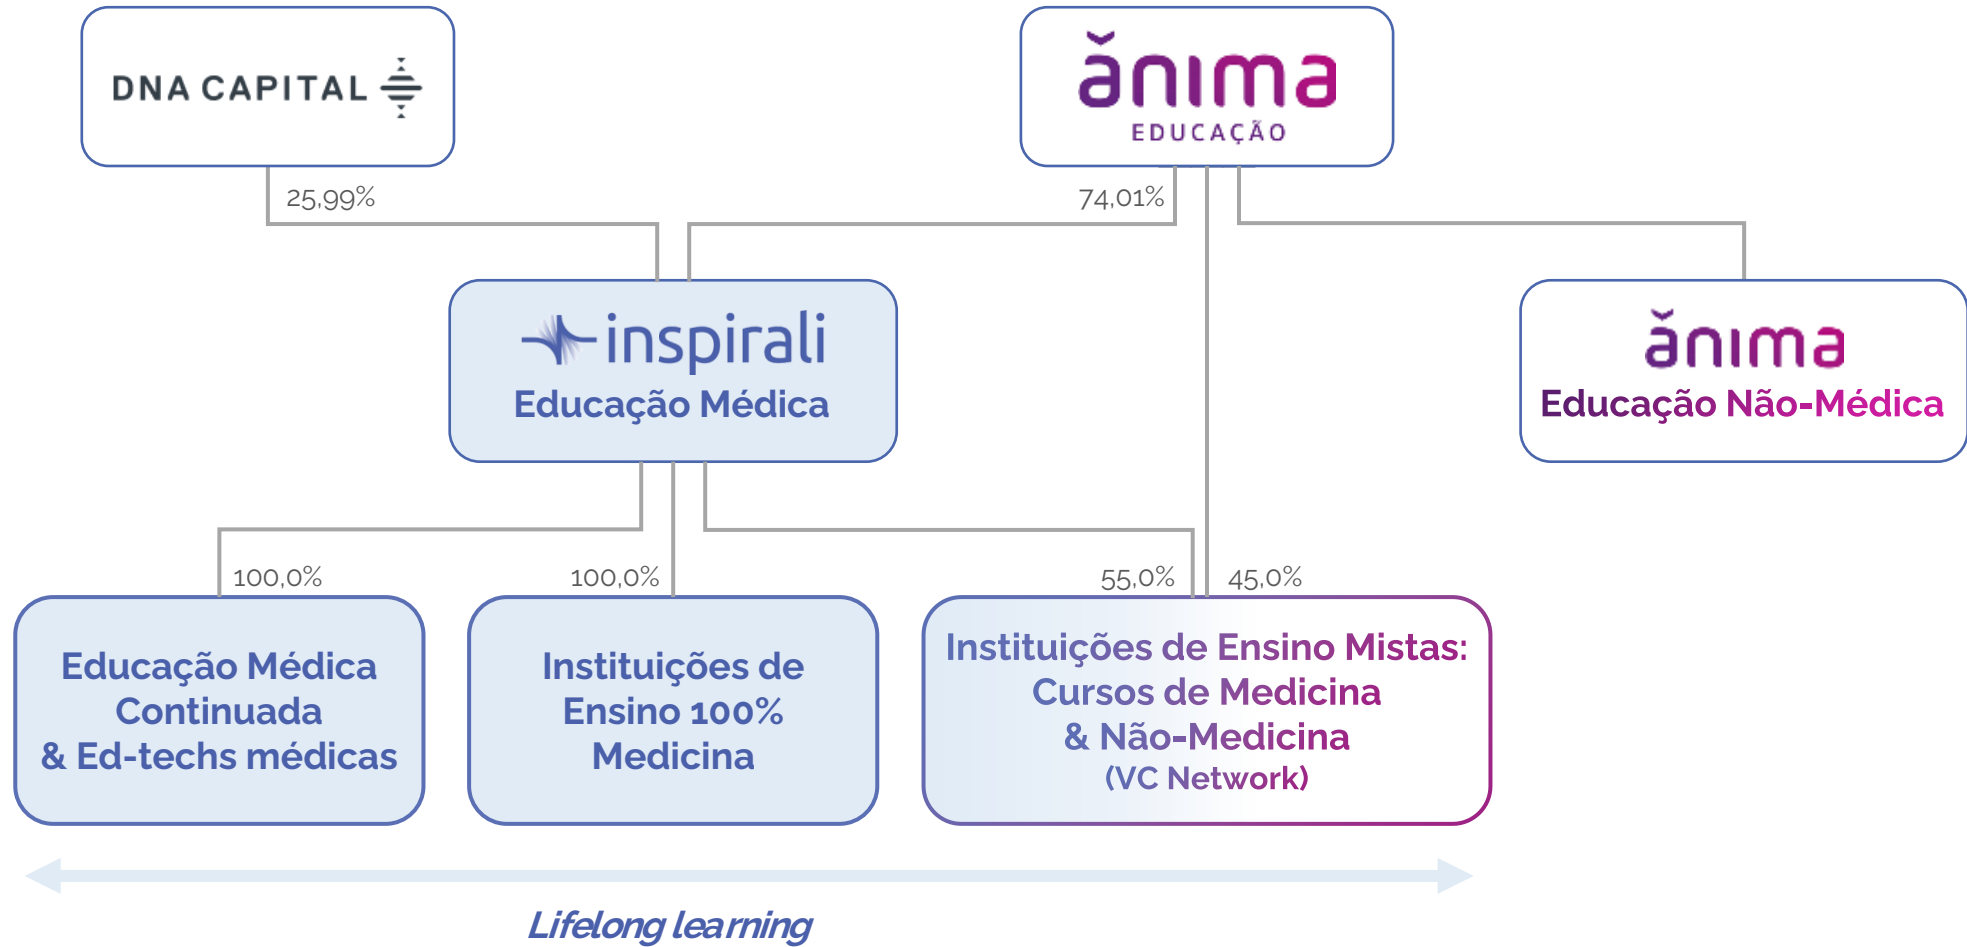 DNA CAPITAL
ănıma
EDUCAÇÃO
25,99%
74,01%
inspirali
Educação Médica
ănıma
Educação Não-Médica
100,0%
100,0%
55,0%
45,0%
Educação Médica
Continuada
& Ed-techs médicas
Instituições de
Ensino 100%
Medicina
Instituições de Ensino Mistas:
Cursos de Medicina
& Não-Medicina
(VC Network)
Lifelong learning